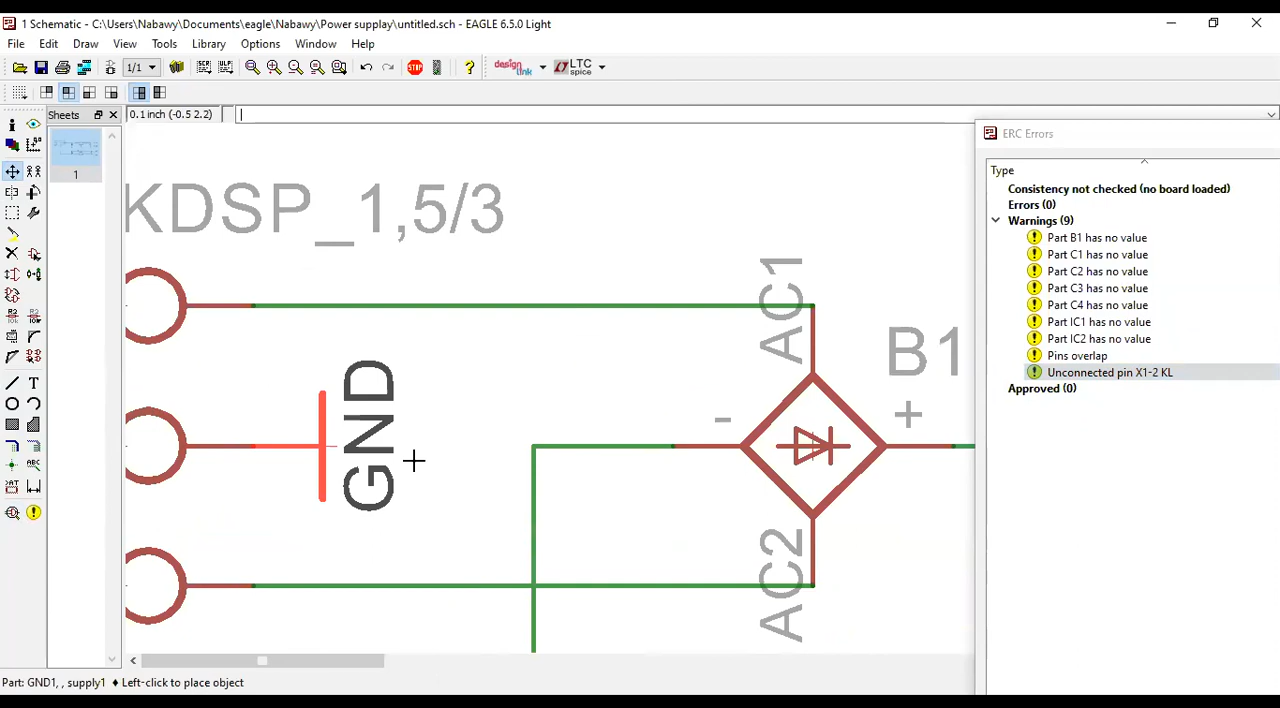 1 Schematic - C:\Users\Nabawy\Documents\eagle\Nabawy\Power supplay\untitled.sch - EAGLE 6.5.0 Light
File Edit Draw View Tools Library Options Window Help
1/1 SCR ULP STOP ? design link LTC spice
Sheets
0.1 inch (-0.5 2.2)
1
KDSP_1,5/3
GND
AC1
B1
-
+
AC2
ERC Errors
Type
Consistency not checked (no board loaded)
Errors (0)
Warnings (9)
Part B1 has no value
Part C1 has no value
Part C2 has no value
Part C3 has no value
Part C4 has no value
Part IC1 has no value
Part IC2 has no value
Pins overlap
Unconnected pin X1-2 KL
Approved (0)
Part: GND1, , supply1 ♦ Left-click to place object